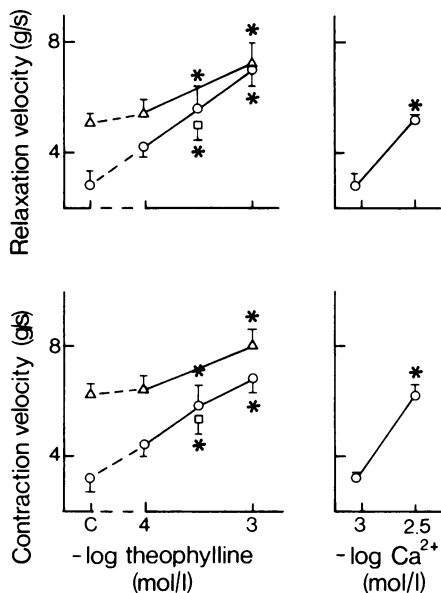 Relaxation velocity (g/s)
8
4
*
*
*
*
*
Contraction velocity (g/s)
8
4
*
*
*
*
*
C 4 3
3 2.5
-log theophylline
(mol/l)
-log Ca2+
(mol/l)